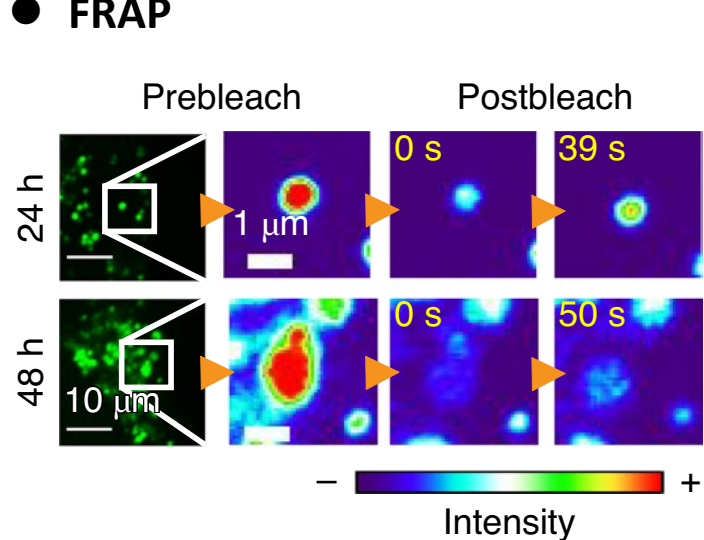 ● FRAP
Prebleach Postbleach
24 h
1 μm
0 s
39 s
48 h
10 μm
0 s
50 s
− +
Intensity